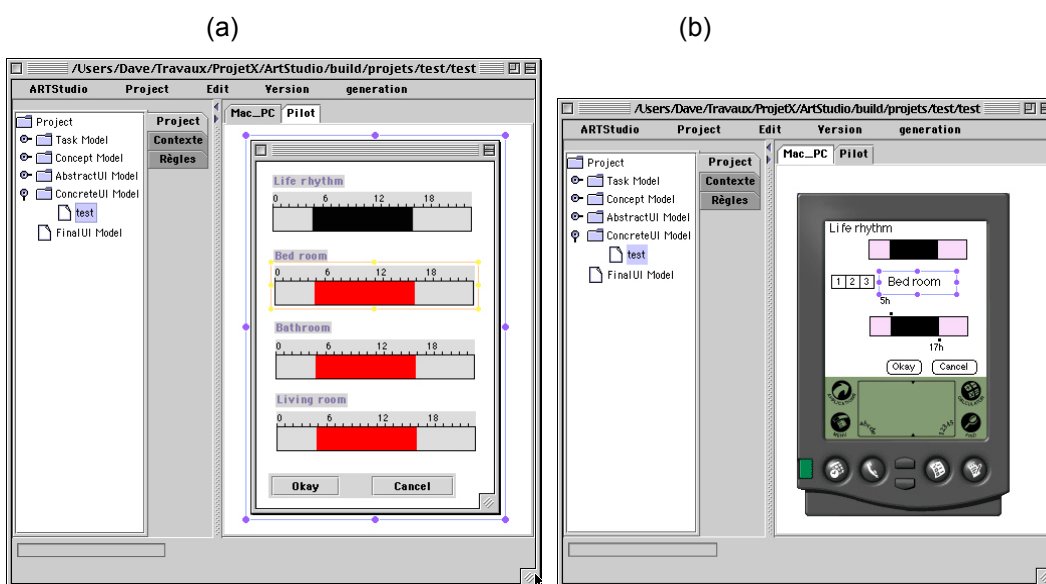 (a)
(b)
/Users/Dave/Travaux/ProjetX/ArtStudio/build/projets/test/test
ARTStudio Project Edit Version generation
Project
Task Model
Concept Model
AbstractUI Model
ConcreteUI Model
test
FinalUI Model
Project
Contexte
Règles
Mac_PC Pilot
Life rhythm
0 6 12 18
Bed room
0 6 12 18
Bathroom
0 6 12 18
Living room
0 6 12 18
Okay Cancel
/Users/Dave/Travaux/ProjetX/ArtStudio/build/projets/test/test
ARTStudio Project Edit Version generation
Project
Task Model
Concept Model
AbstractUI Model
ConcreteUI Model
test
FinalUI Model
Project
Contexte
Règles
Mac_PC Pilot
Life rhythm
1 2 3 Bed room
5h
17h
Okay Cancel
MENU
abcde
12345